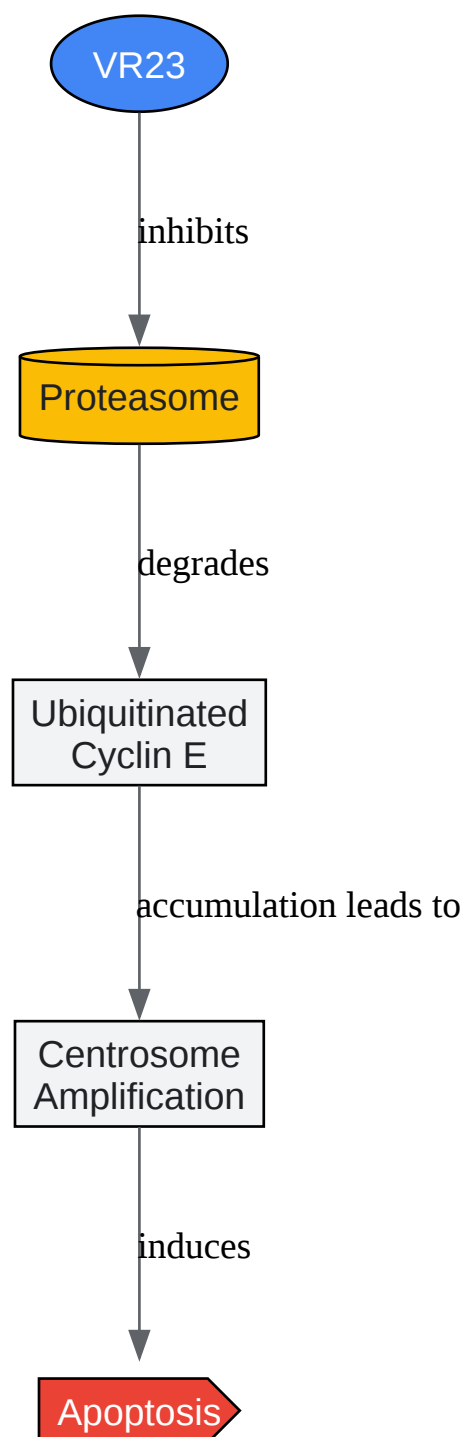 VR23
inhibits
Proteasome
degrades
Ubiquitinated
Cyclin E
accumulation leads to
Centrosome
Amplification
induces
Apoptosis